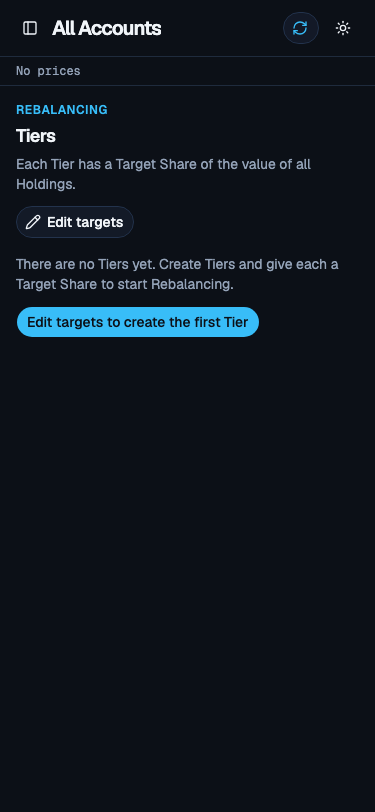 All Accounts
No prices
REBALANCING
Tiers
Each Tier has a Target Share of the value of all
Holdings.
Edit targets
There are no Tiers yet. Create Tiers and give each a
Target Share to start Rebalancing.
Edit targets to create the first Tier